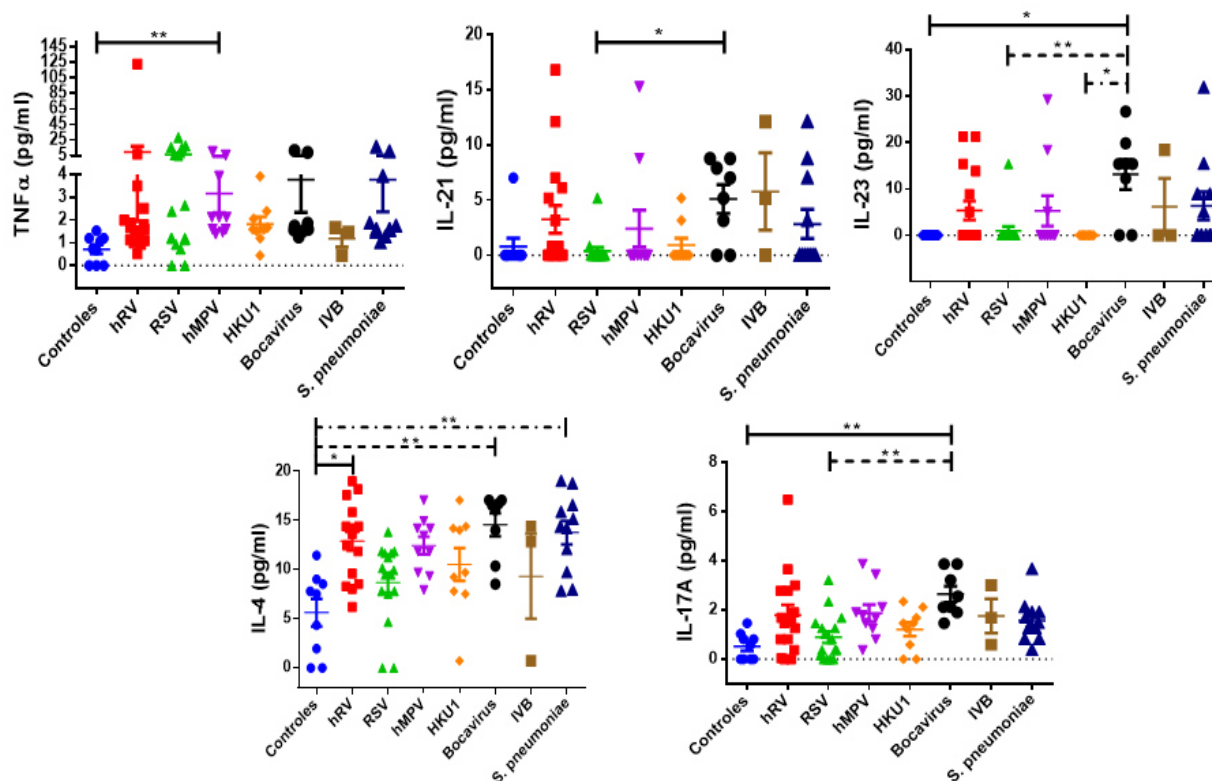 **
TNFα (pg/ml)
145
125
105
85
65
45
25
5
4
3
2
1
0
Controles
hRV
RSV
hMPV
HKU1
Bocavirus
IVB
S. pneumoniae
*
IL-21 (pg/ml)
20
15
10
5
0
Controles
hRV
RSV
hMPV
HKU1
Bocavirus
IVB
S. pneumoniae
*
**
*
IL-23 (pg/ml)
40
30
20
10
0
Controles
hRV
RSV
hMPV
HKU1
Bocavirus
IVB
S. pneumoniae
**
**
*
IL-4 (pg/ml)
20
15
10
5
0
Controles
hRV
RSV
hMPV
HKU1
Bocavirus
IVB
S. pneumoniae
**
**
IL-17A (pg/ml)
8
6
4
2
0
Controles
hRV
RSV
hMPV
HKU1
Bocavirus
IVB
S. pneumoniae